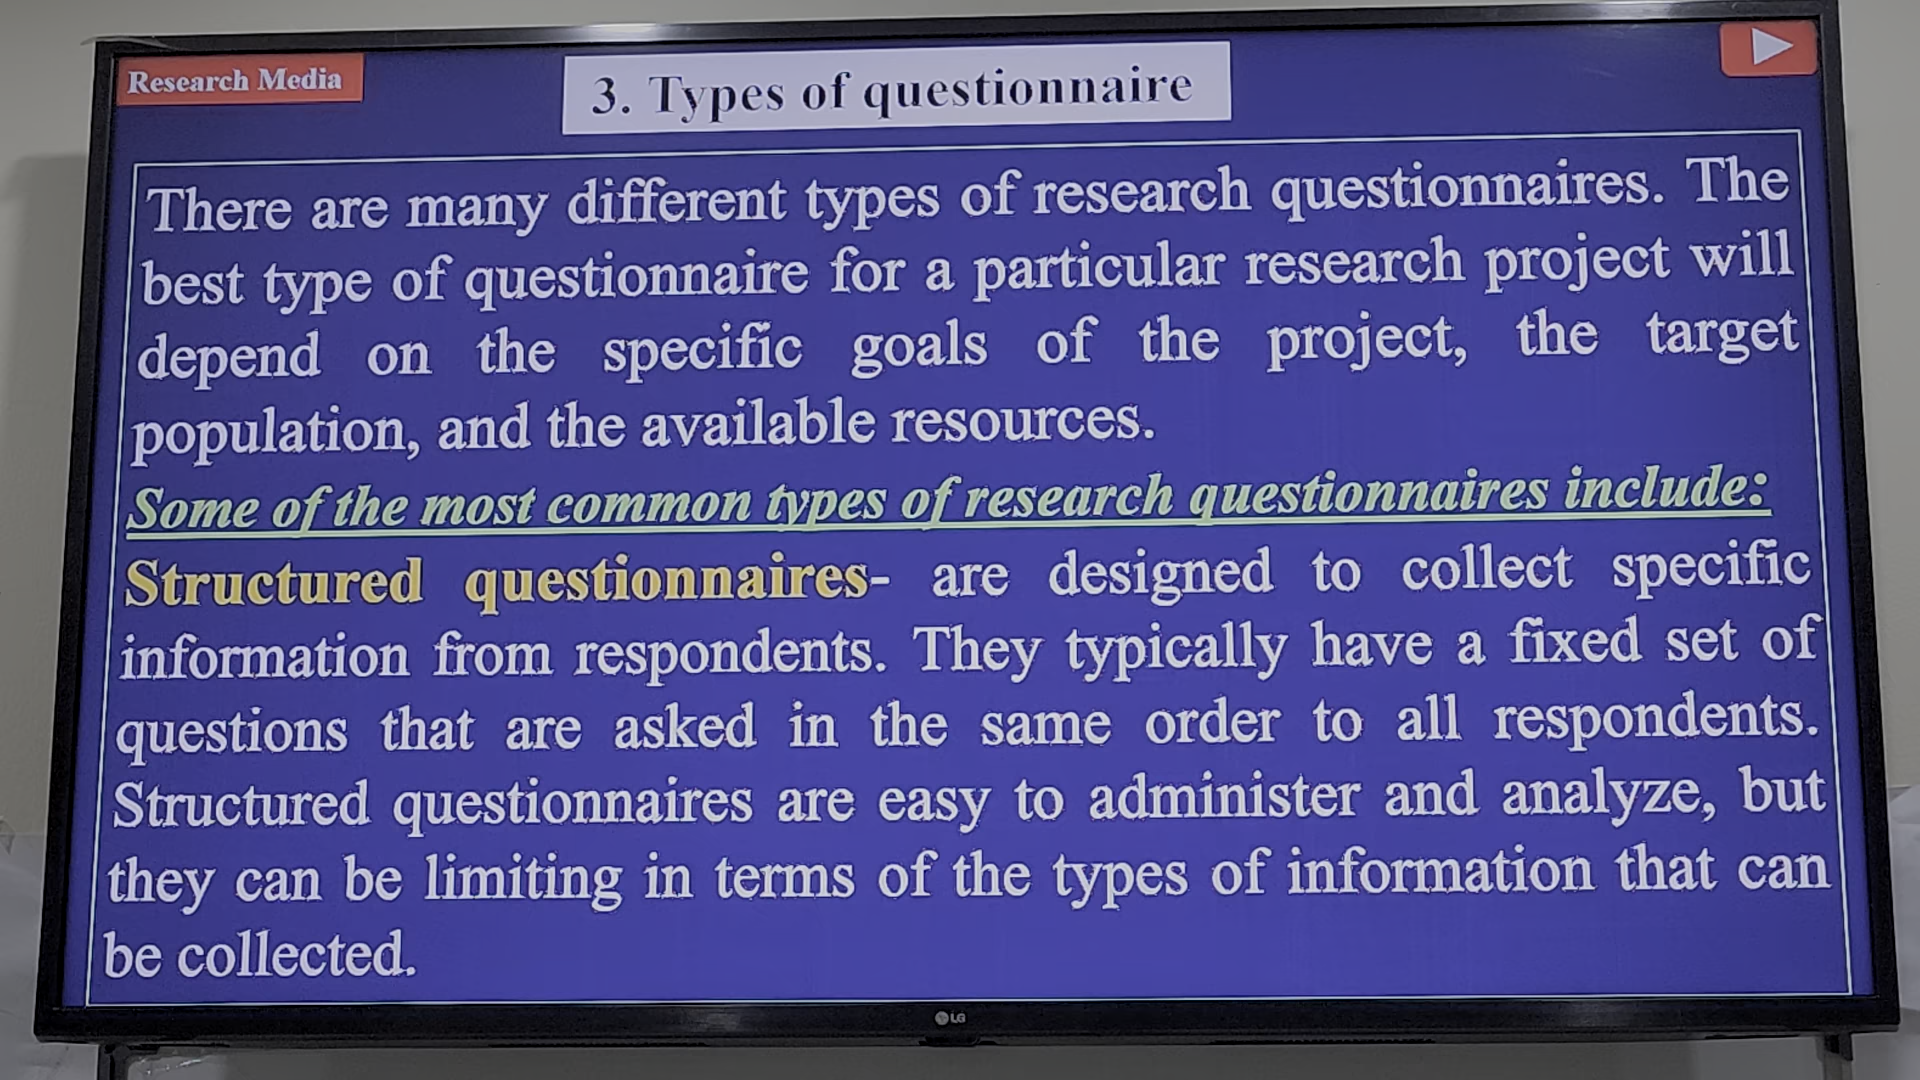 Research Media
3. Types of questionnaire
There are many different types of research questionnaires. The
best type of questionnaire for a particular research project will
depend on the specific goals of the project, the target
population, and the available resources.
Some of the most common types of research questionnaires include:
Structured questionnaires- are designed to collect specific
information from respondents. They typically have a fixed set of
questions that are asked in the same order to all respondents.
Structured questionnaires are easy to administer and analyze, but
they can be limiting in terms of the types of information that can
be collected.
LG